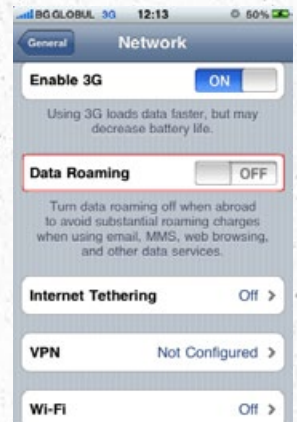 BG GLOBUL 3G 12:13 50%
General Network
Enable 3G ON
Using 3G loads data faster, but may
decrease battery life.
Data Roaming OFF
Turn data roaming off when abroad
to avoid substantial roaming charges
when using email, MMS, web browsing,
and other data services.
Internet Tethering Off
VPN Not Configured
Wi-Fi Off